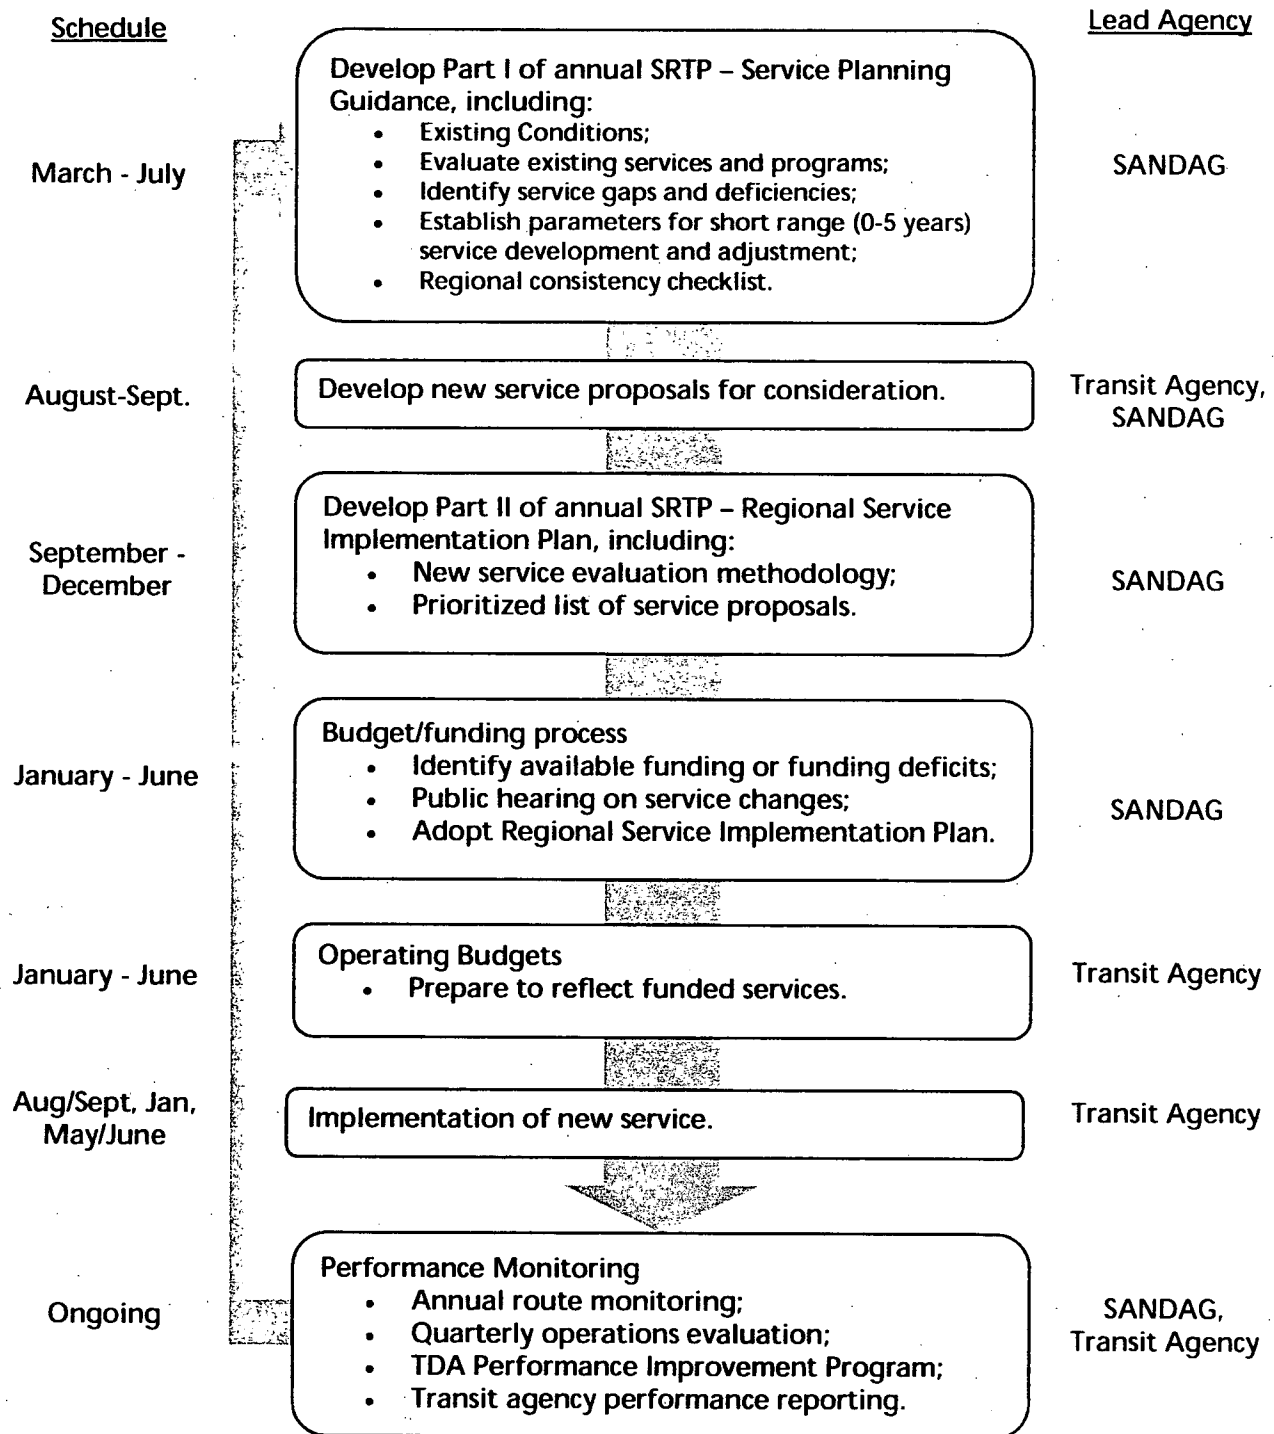 Schedule
Lead Agency
March - July
Develop Part I of annual SRTP – Service Planning
Guidance, including:
• Existing Conditions;
• Evaluate existing services and programs;
• Identify service gaps and deficiencies;
• Establish parameters for short range (0-5 years)
service development and adjustment;
• Regional consistency checklist.
SANDAG
August-Sept.
Develop new service proposals for consideration.
Transit Agency,
SANDAG
September -
December
Develop Part II of annual SRTP – Regional Service
Implementation Plan, including:
• New service evaluation methodology;
• Prioritized list of service proposals.
SANDAG
January - June
Budget/funding process
• Identify available funding or funding deficits;
• Public hearing on service changes;
• Adopt Regional Service Implementation Plan.
SANDAG
January - June
Operating Budgets
• Prepare to reflect funded services.
Transit Agency
Aug/Sept, Jan,
May/June
Implementation of new service.
Transit Agency
Ongoing
Performance Monitoring
• Annual route monitoring;
• Quarterly operations evaluation;
• TDA Performance Improvement Program;
• Transit agency performance reporting.
SANDAG,
Transit Agency